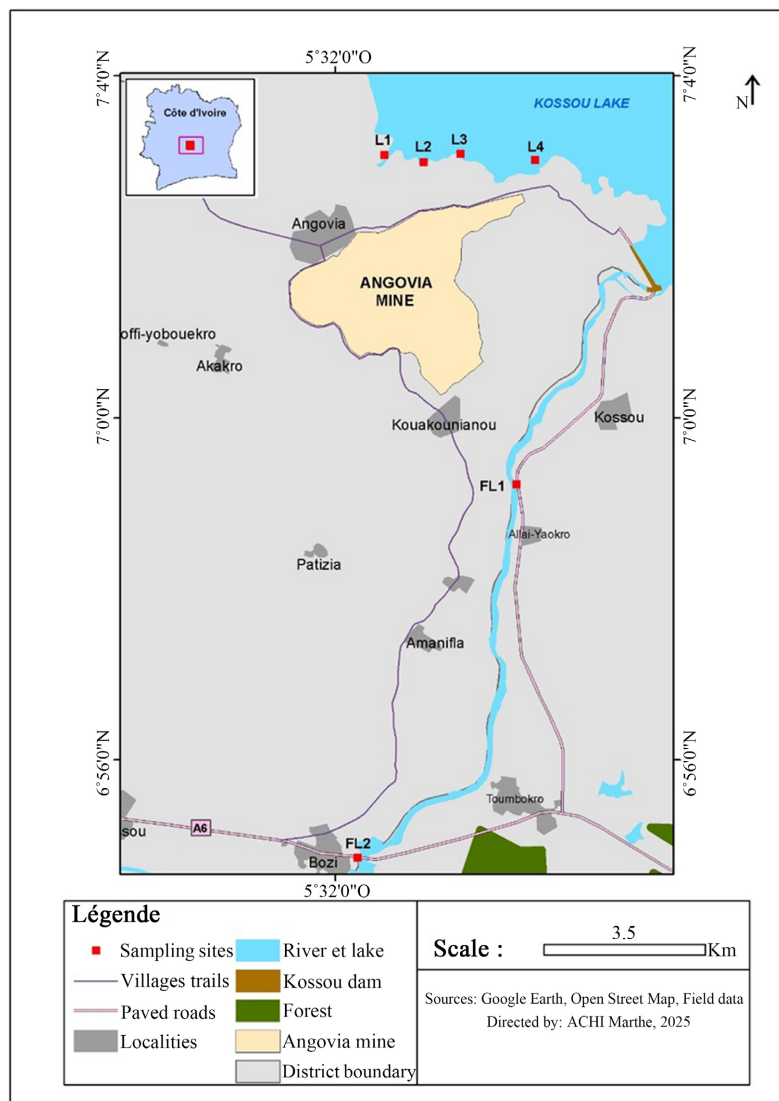 5°32'0"O
7°4'0"N
7°4'0"N
N
Côte d'Ivoire
KOSSOU LAKE
L1
L2
L3
L4
Angovia
ANGOVIA
MINE
offi-yobouekro
Akakro
7°0'0"N
7°0'0"N
Kouakounianou
Kossou
FL1
Allai-Yaokro
Patizia
Amanifla
6°56'0"N
6°56'0"N
Toumbokro
sou
A6
FL2
Bozi
5°32'0"O
Légende
Sampling sites
River et lake
Villages trails
Kossou dam
Paved roads
Forest
Localities
Angovia mine
District boundary
Scale :
3.5
Km
Sources: Google Earth, Open Street Map, Field data
Directed by: ACHI Marthe, 2025